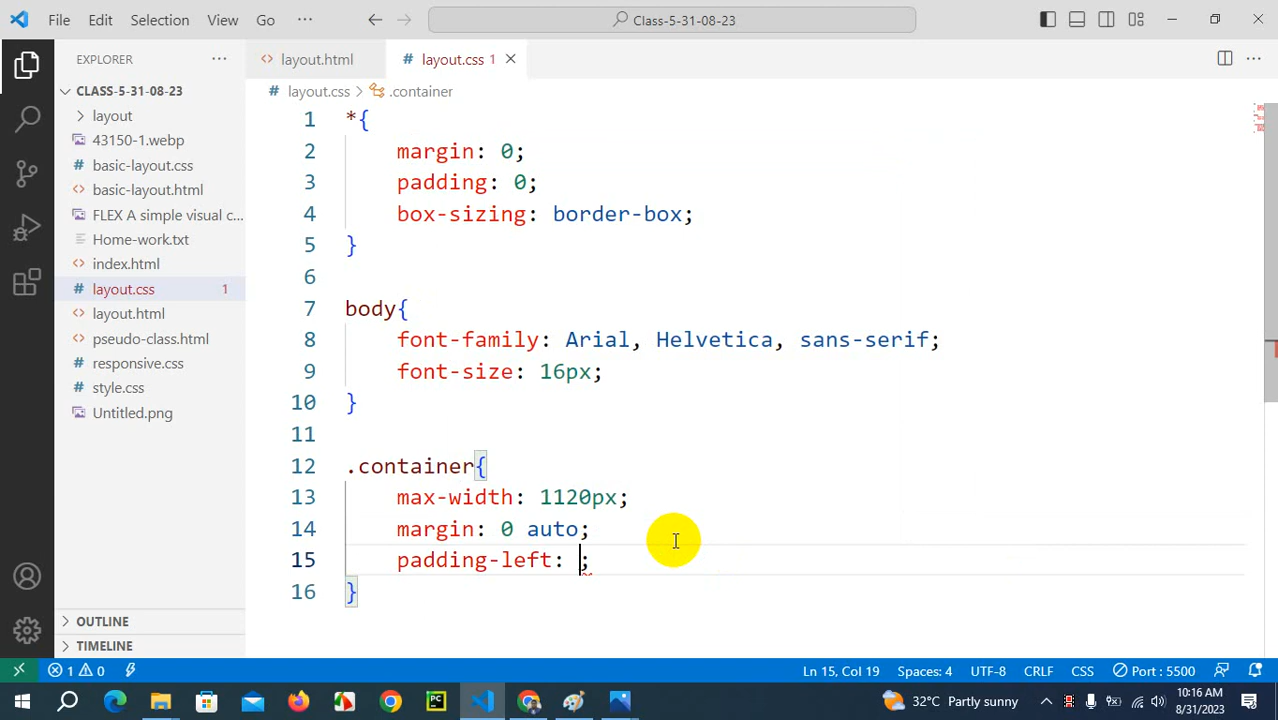 File Edit Selection View Go ··· Class-5-31-08-23
EXPLORER ···
CLASS-5-31-08-23
layout
43150-1.webp
# basic-layout.css
<> basic-layout.html
FLEX A simple visual c...
Home-work.txt
<> index.html
# layout.css 1
<> layout.html
<> pseudo-class.html
# responsive.css
# style.css
Untitled.png
OUTLINE
TIMELINE
<> layout.html # layout.css 1
# layout.css > .container
1 *{
2 margin: 0;
3 padding: 0;
4 box-sizing: border-box;
5 }
6
7 body{
8 font-family: Arial, Helvetica, sans-serif;
9 font-size: 16px;
10 }
11
12 .container{
13 max-width: 1120px;
14 margin: 0 auto;
15 padding-left: ;
16 }
1 0 Ln 15, Col 19 Spaces: 4 UTF-8 CRLF CSS Port : 5500
PC 32°C Partly sunny 10:16 AM
8/31/2023